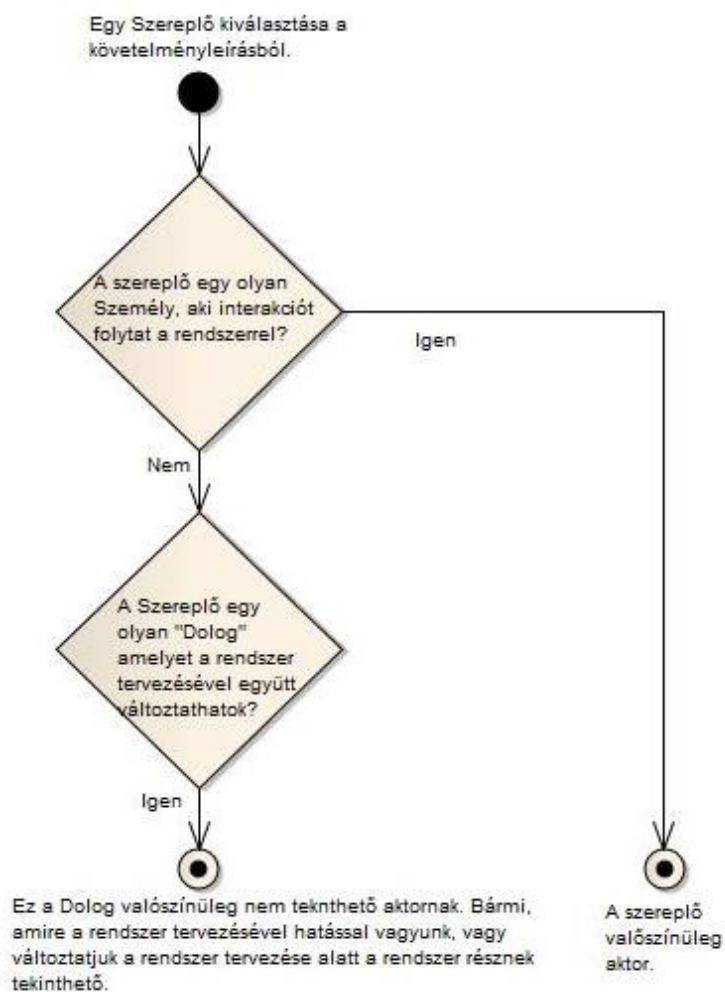 Egy Szereplő kiválasztása a
követelményleírásból.
A szereplő egy olyan
Személy, aki interakciót
folytat a rendszerrel?
Igen
Nem
A Szereplő egy
olyan "Dolog"
amelyet a rendszer
tervezésével együtt
változtathatok?
Igen
Ez a Dolog valószínüleg nem teknthető aktornak. Bármi,
amire a rendszer tervezésével hatással vagyunk, vagy
változtatjuk a rendszer tervezése alatt a rendszer résznek
tekinthető.
A szereplő
valószínüleg
aktor.